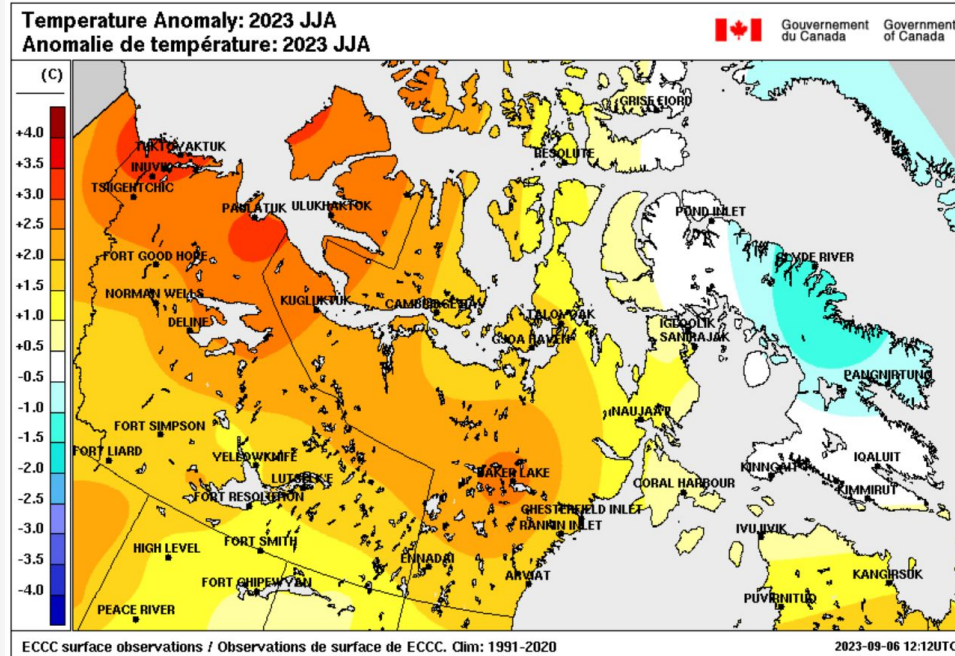 Temperature Anomaly: 2023 JJA
Anomalie de température: 2023 JJA
Gouvernement du Canada
Government of Canada
(C)
+4.0
+3.5
+3.0
+2.5
+2.0
+1.5
+1.0
+0.5
-0.5
-1.0
-1.5
-2.0
-2.5
-3.0
-3.5
-4.0
GRISE FIORD
RESOLUTE
TUKTOYAKTUK
INUVIK
TSIIGEHTCHIC
PAULATUK
ULUKHAKTOK
POND INLET
CLYDE RIVER
FORT GOOD HOPE
NORMAN WELLS
DELINE
KUGLUKTUK
CAMBRIDGE BAY
TALOYOAK
GJOA HAVEN
IGLOOLIK
SANIRAJAK
PANGNIRTUNG
NAUJAAT
FORT SIMPSON
FORT LIARD
YELLOWKNIFE
LUTSELK'E
FORT RESOLUTION
BAKER LAKE
CORAL HARBOUR
KINNGAIT
IQALUIT
KIMMIRUT
CHESTERFIELD INLET
RANKIN INLET
IVUJIVIK
HIGH LEVEL
FORT SMITH
ENNADAI
ARVIAT
FORT CHIPEWYAN
PEACE RIVER
KANGIRSUK
PUVIRNITUQ
ECCC surface observations / Observations de surface de ECCC. Clim: 1991-2020
2023-09-06 12:12UTC